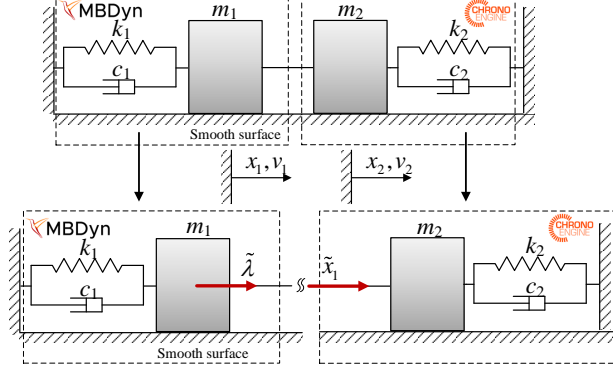 MBDyn
m₁
m₂
CHRONO
ENGINE
k₁
k₂
c₁
c₂
Smooth surface
x₁, v₁
x₂, v₂
MBDyn
m₁
m₂
CHRONO
ENGINE
k₁
λ̃
x̃₁
k₂
c₁
c₂
Smooth surface